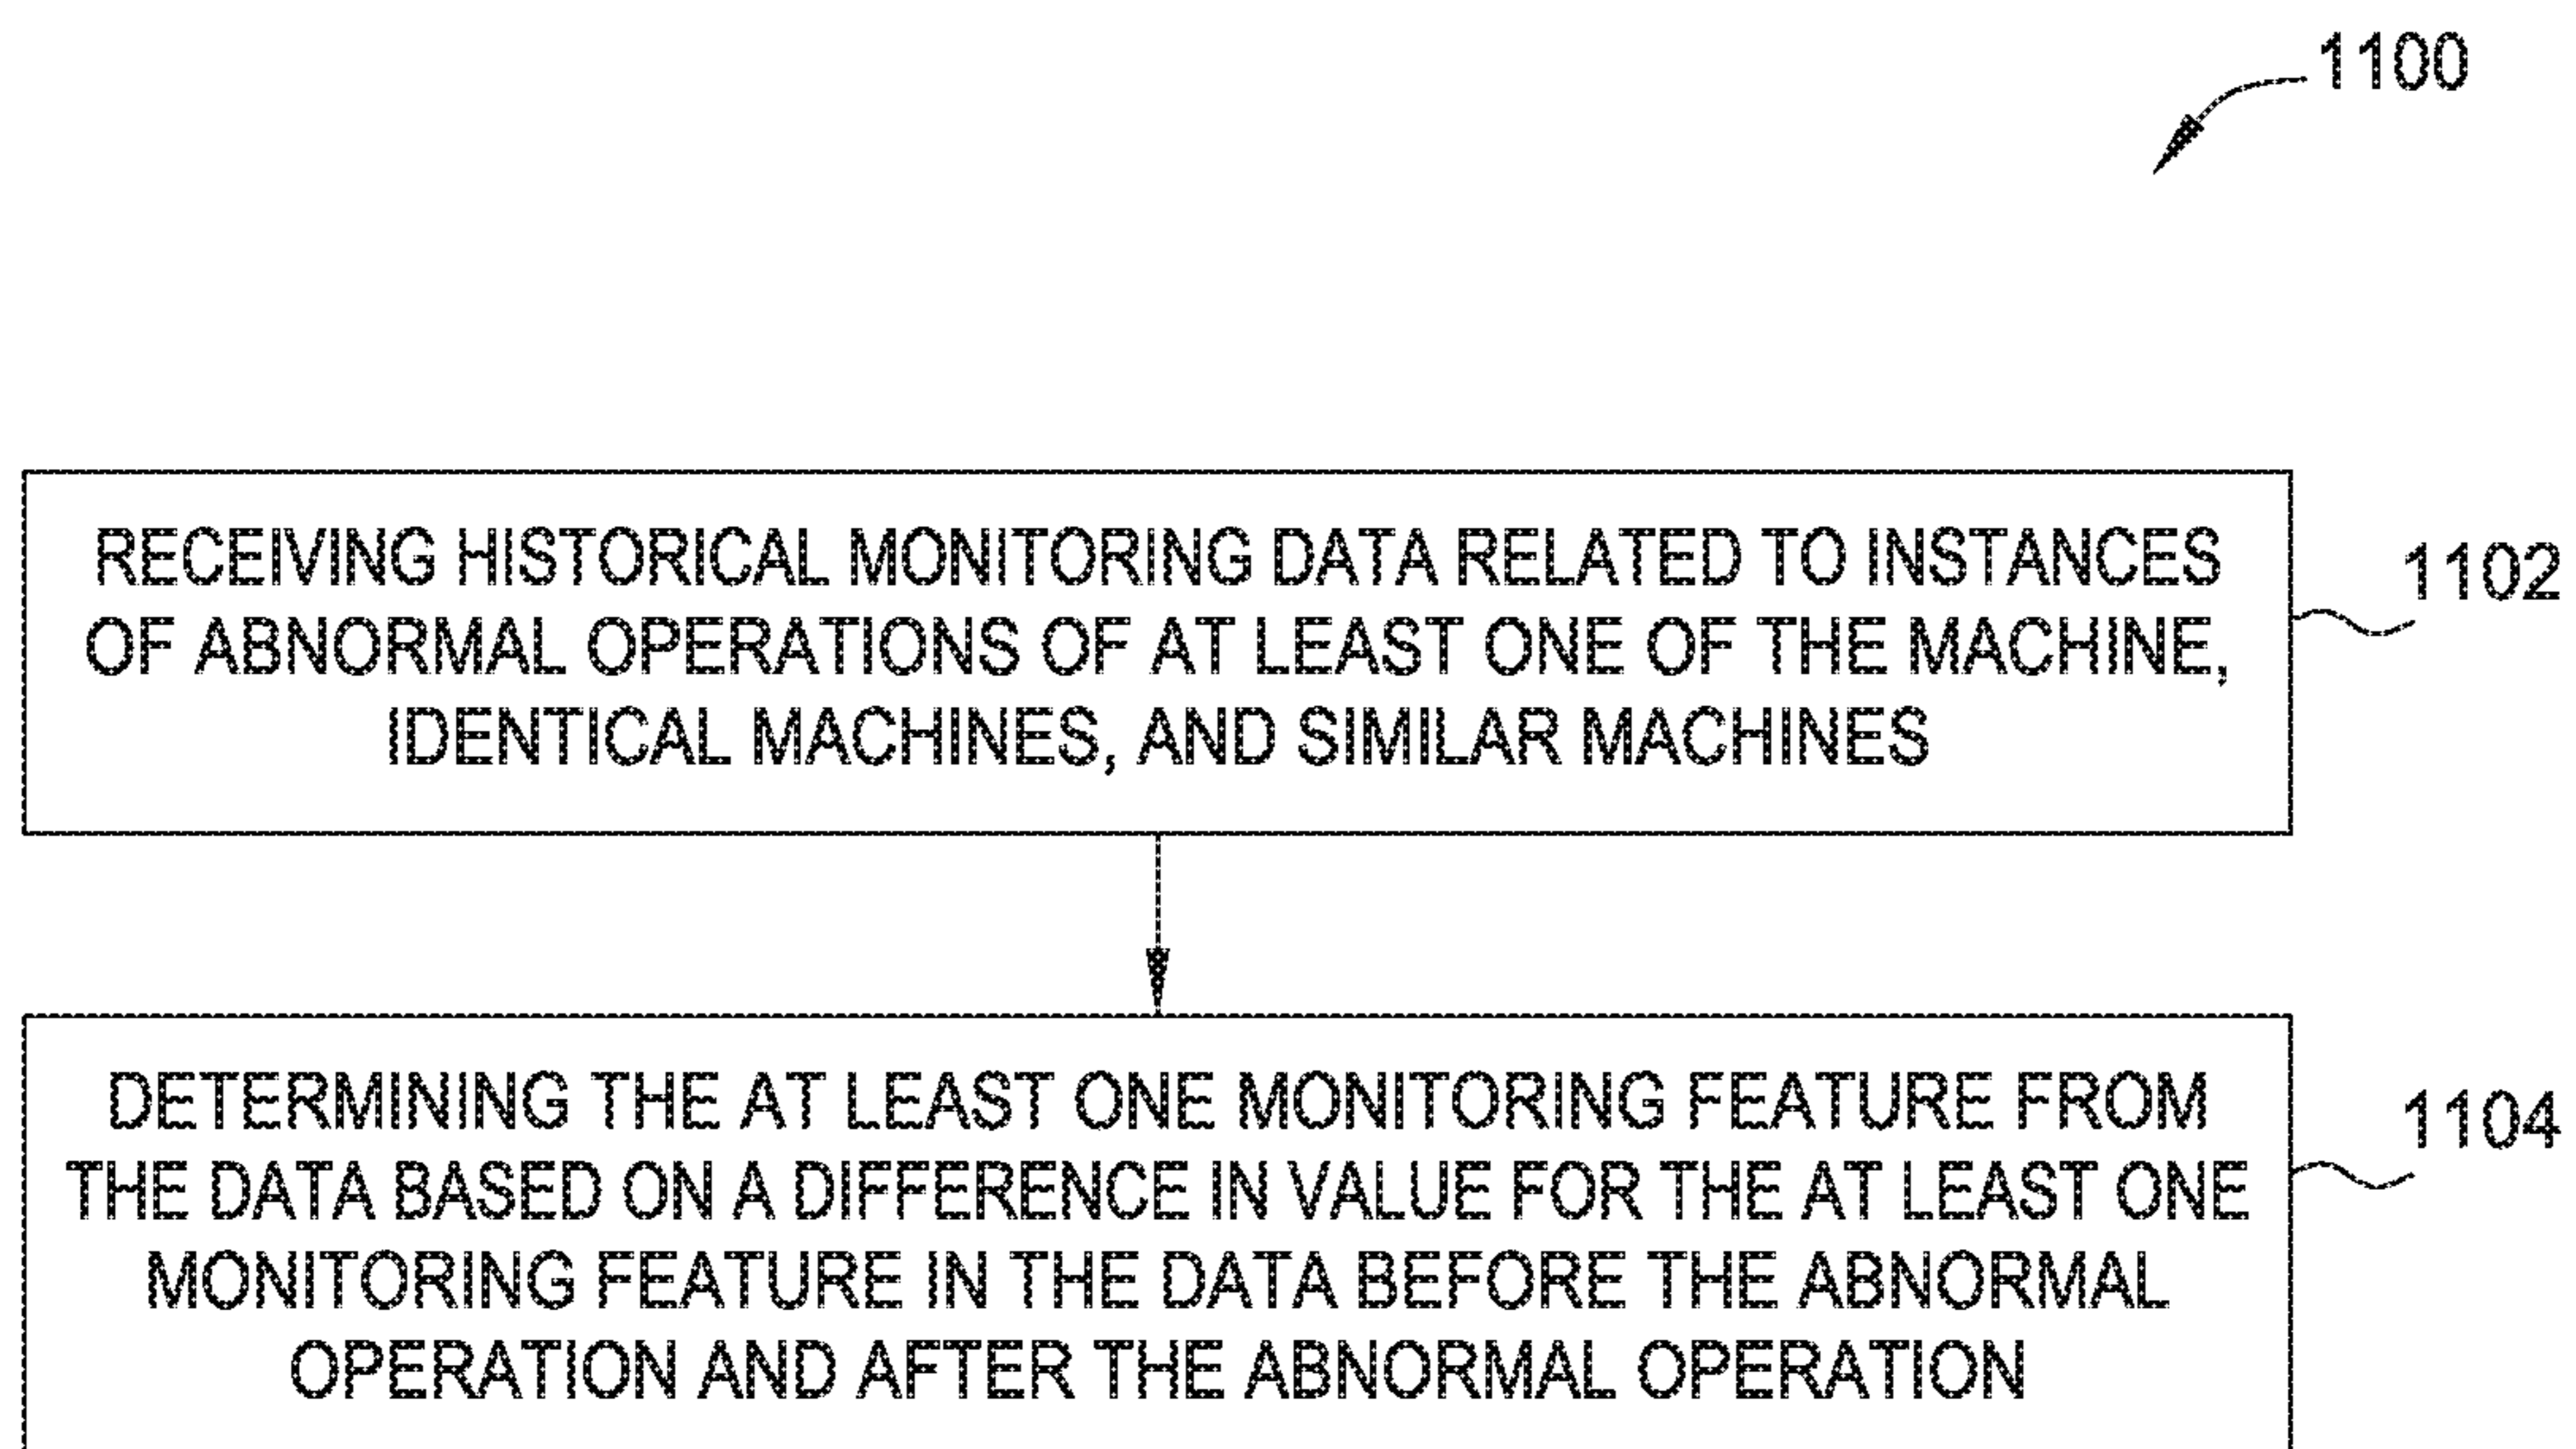 1100
RECEIVING HISTORICAL MONITORING DATA RELATED TO INSTANCES
OF ABNORMAL OPERATIONS OF AT LEAST ONE OF THE MACHINE,
IDENTICAL MACHINES, AND SIMILAR MACHINES
1102
DETERMINING THE AT LEAST ONE MONITORING FEATURE FROM
THE DATA BASED ON A DIFFERENCE IN VALUE FOR THE AT LEAST ONE
MONITORING FEATURE IN THE DATA BEFORE THE ABNORMAL
OPERATION AND AFTER THE ABNORMAL OPERATION
1104